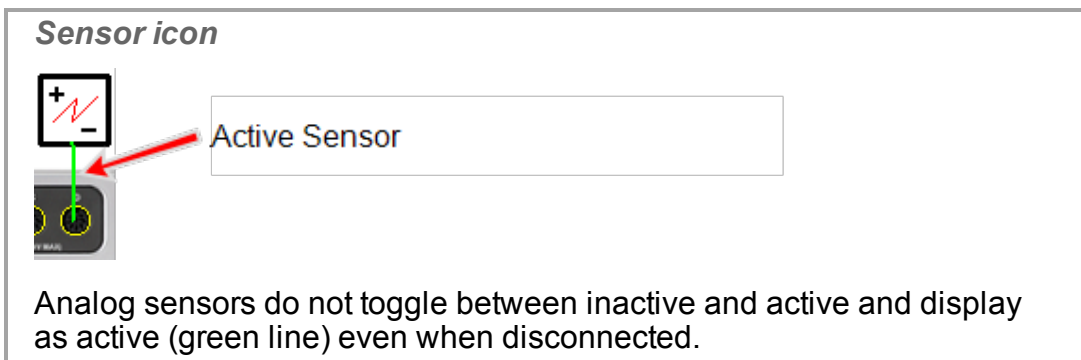 Sensor icon
Active Sensor
Analog sensors do not toggle between inactive and active and display
as active (green line) even when disconnected.